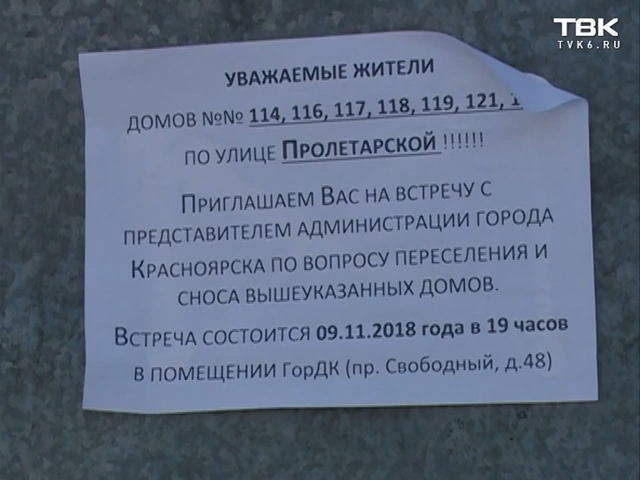 ТВК
TVK6.RU
УВАЖАЕМЫЕ ЖИТЕЛИ
ДОМОВ №№ 114, 116, 117, 118, 119, 121,
ПО УЛИЦЕ ПРОЛЕТАРСКОЙ !!!!!!
ПРИГЛАШАЕМ ВАС НА ВСТРЕЧУ С
ПРЕДСТАВИТЕЛЕМ АДМИНИСТРАЦИИ ГОРОДА
КРАСНОЯРСКА ПО ВОПРОСУ ПЕРЕСЕЛЕНИЯ И
СНОСА ВЫШЕУКАЗАННЫХ ДОМОВ.
ВСТРЕЧА СОСТОИТСЯ 09.11.2018 года в 19 часов
В ПОМЕЩЕНИИ ГорДК (пр. Свободный, д.48)